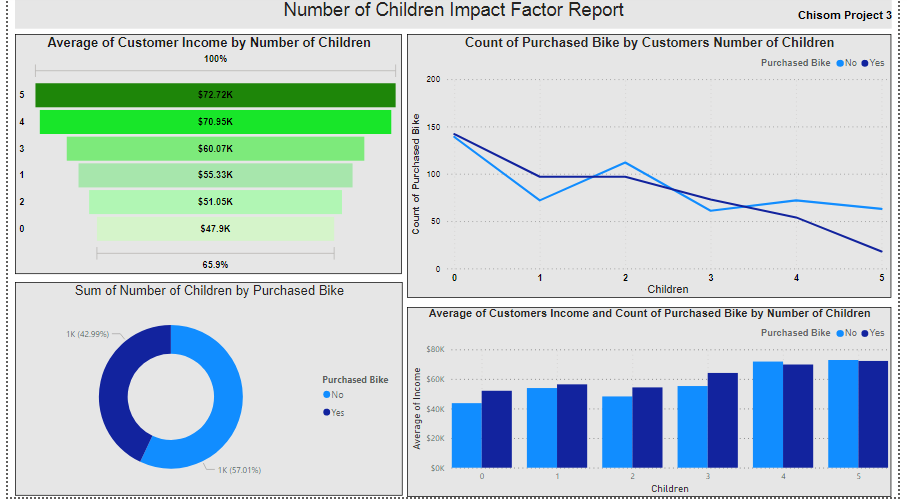 Number of Children Impact Factor Report
Chisom Project 3
Average of Customer Income by Number of Children
100%
5 $72.72K
4 $70.95K
3 $60.07K
1 $55.33K
2 $51.05K
0 $47.9K
65.9%
Count of Purchased Bike by Customers Number of Children
Purchased Bike No Yes
Count of Purchased Bike
200
150
100
50
0
0 1 2 3 4 5
Children
Sum of Number of Children by Purchased Bike
1K (42.99%)
Purchased Bike
No
Yes
1K (57.01%)
Average of Customers Income and Count of Purchased Bike by Number of Children
Purchased Bike No Yes
Average of Income
$80K
$60K
$40K
$20K
$0K
0 1 2 3 4 5
Children